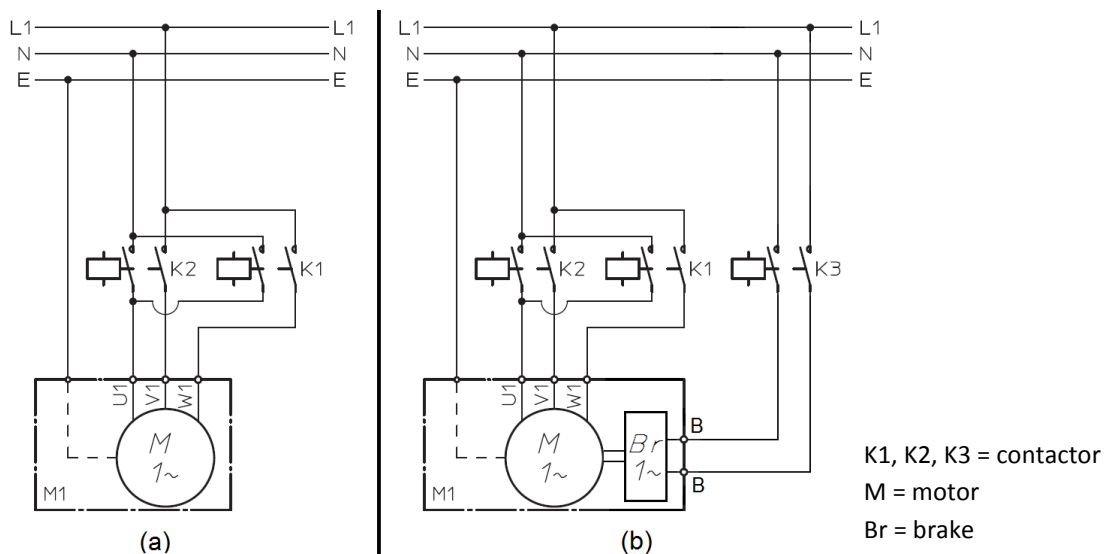 L1 L1 L1 L1
N N N N
E E E E
K2 K1 K2 K1 K3
U1 V1 W1 U1 V1 W1
B
M M Br
1~ 1~ 1~
B
M1 M1
(a) (b)
K1, K2, K3 = contactor
M = motor
Br = brake